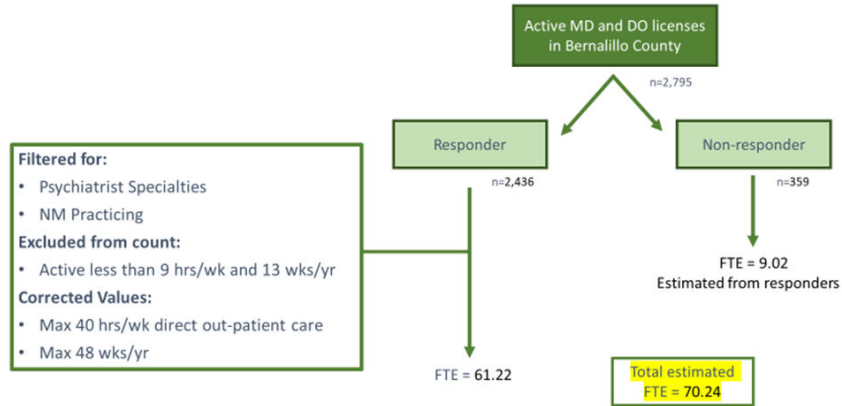 Active MD and DO licenses
in Bernalillo County
n=2,795
Responder
Non-responder
n=2,436
n=359
Filtered for:
• Psychiatrist Specialties
• NM Practicing
Excluded from count:
• Active less than 9 hrs/wk and 13 wks/yr
Corrected Values:
• Max 40 hrs/wk direct out-patient care
• Max 48 wks/yr
FTE = 9.02
Estimated from responders
FTE = 61.22
Total estimated
FTE = 70.24